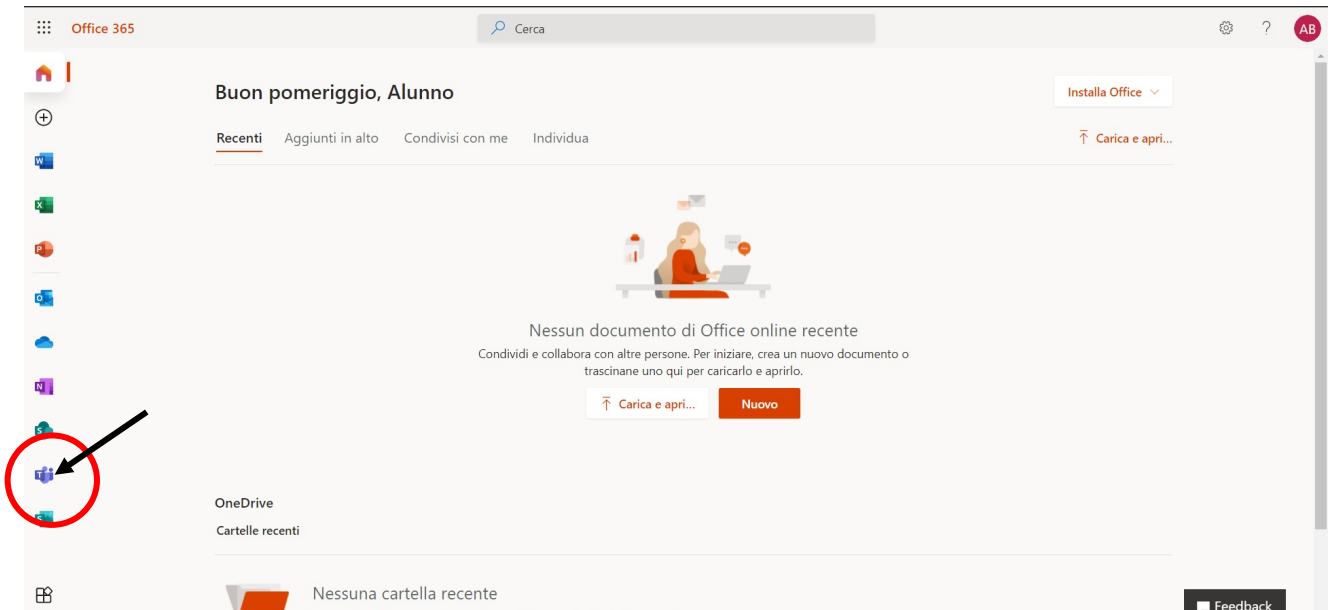 Office 365
Cerca
?
AB
Buon pomeriggio, Alunno
Installa Office
Recenti Aggiunti in alto Condivisi con me Individua
Carica e apri...
W
X
P
O
N
S
T
S
Nessun documento di Office online recente
Condividi e collabora con altre persone. Per iniziare, crea un nuovo documento o
trascinane uno qui per caricarlo e aprirlo.
Carica e apri... Nuovo
OneDrive
Cartelle recenti
Nessuna cartella recente
Feedback